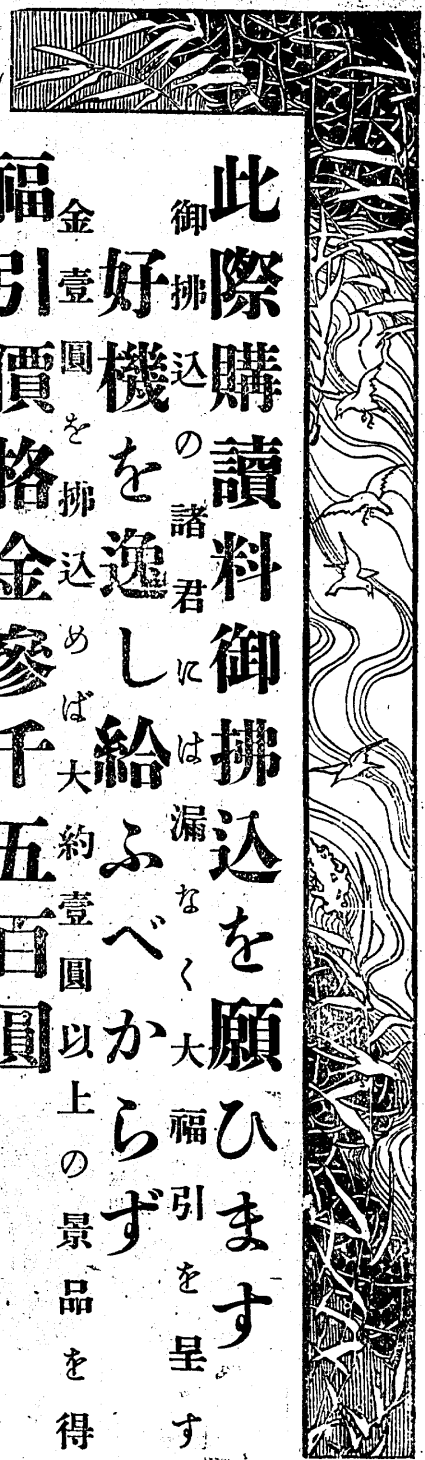 此際購讀料御拂込を願ひます
御拂込の諸君には漏なく大福引を呈す
好機を逸し給ふべからず
金壹圓を拂込めば大約壹圓以上の景品を得
福引價格金參千五百圓